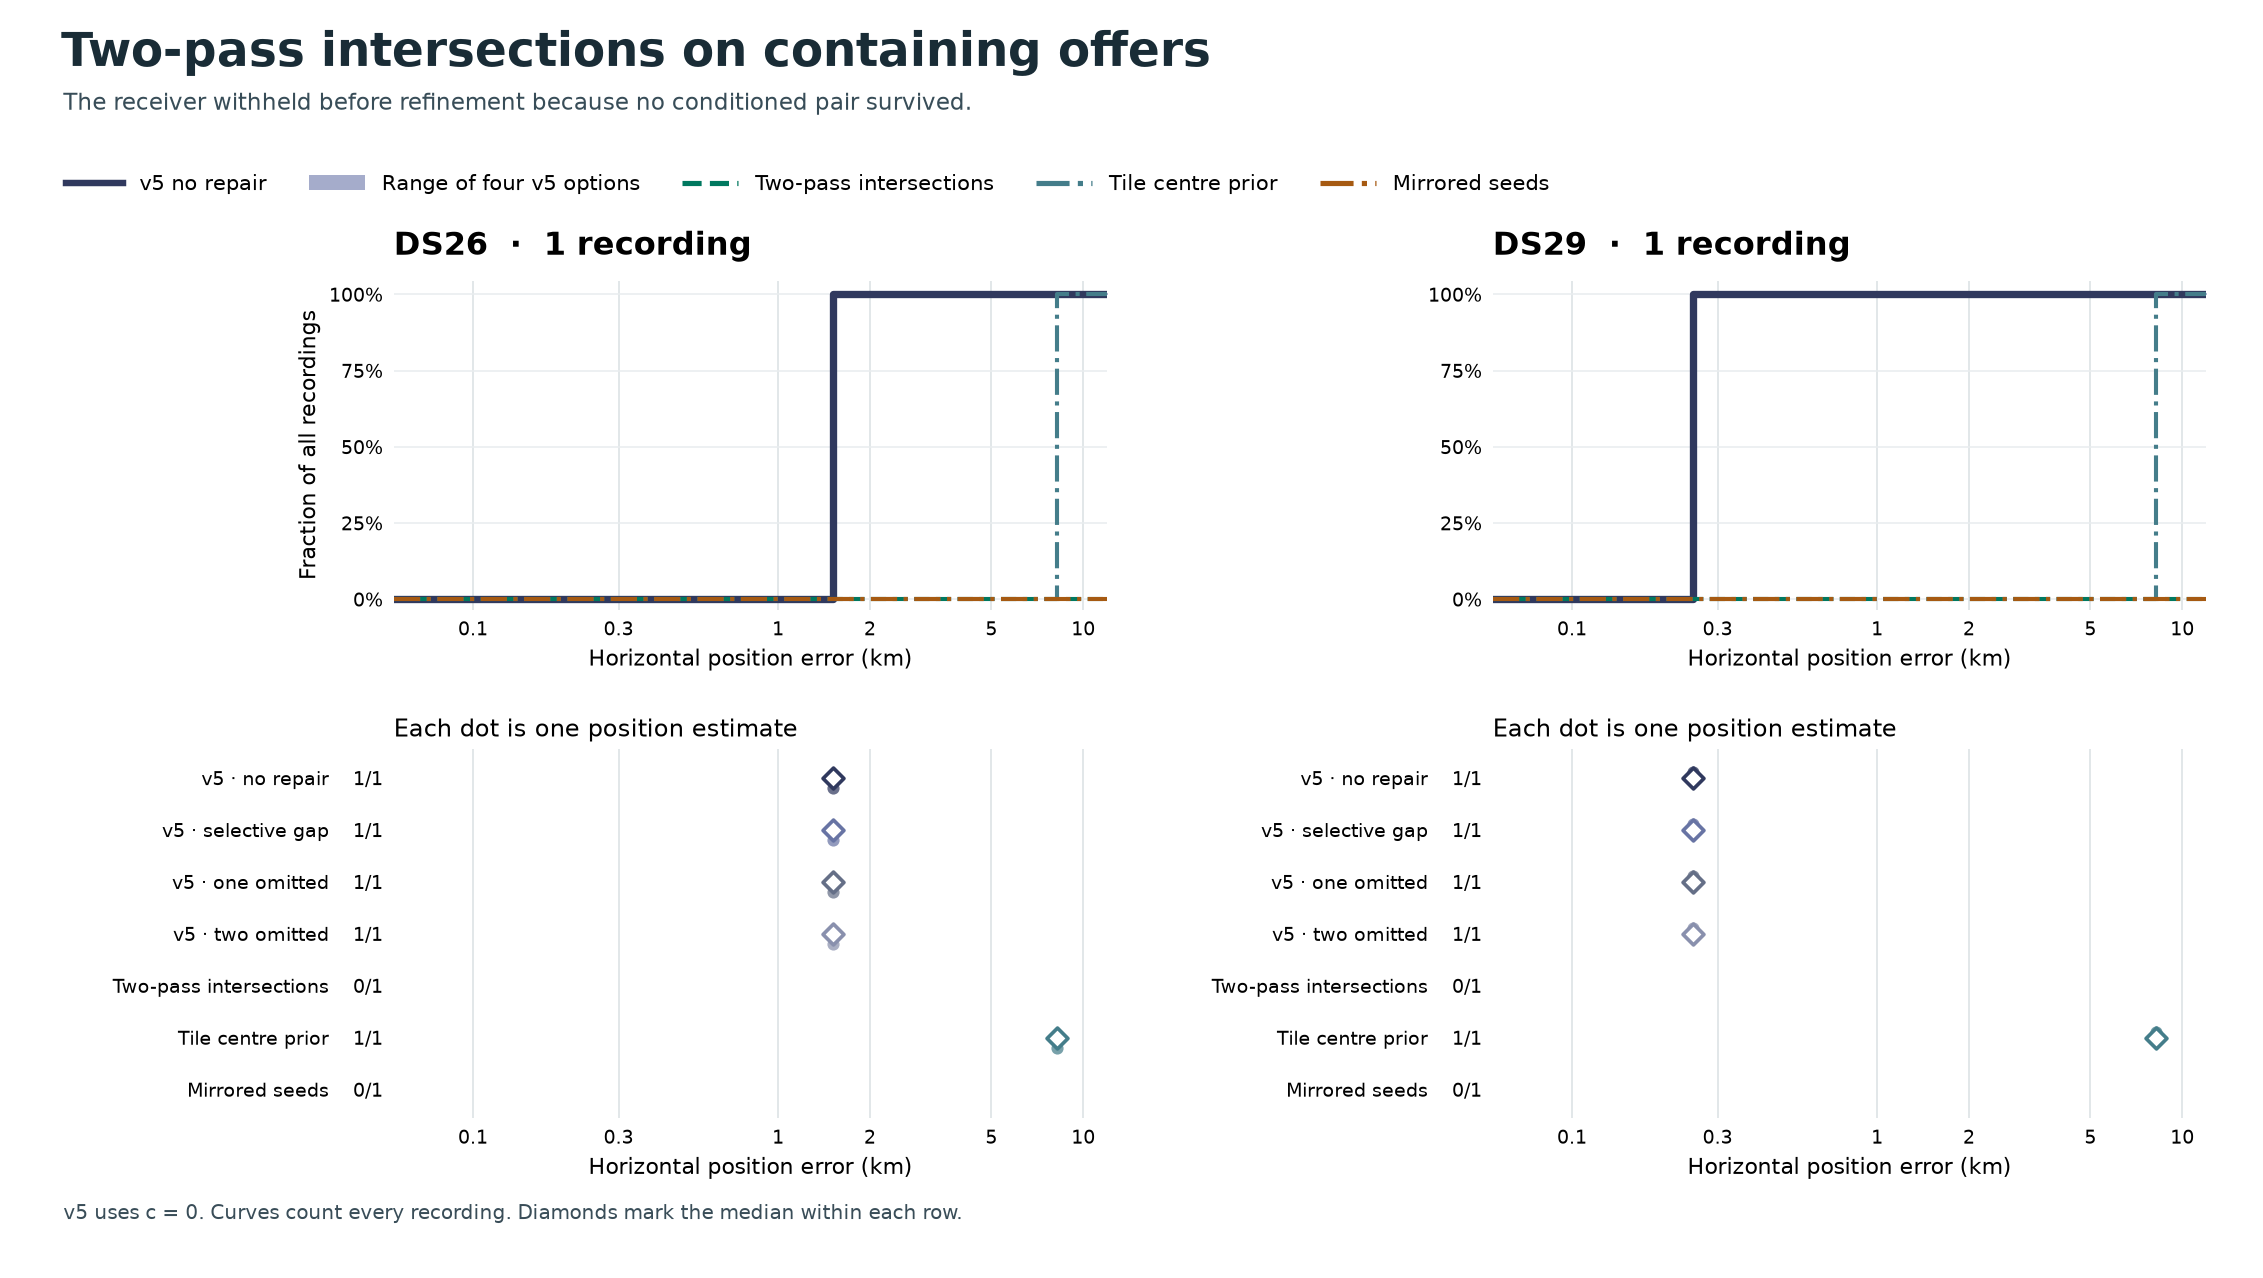 Two-pass intersections on containing offers
The receiver withheld before refinement because no conditioned pair survived.
v5 no repair
Range of four v5 options
Two-pass intersections
Tile centre prior
Mirrored seeds
DS26 · 1 recording
Fraction of all recordings
100%
75%
50%
25%
0%
0.1 0.3 1 2 5 10
Horizontal position error (km)
DS29 · 1 recording
100%
75%
50%
25%
0%
0.1 0.3 1 2 5 10
Horizontal position error (km)
Each dot is one position estimate
v5 · no repair 1/1
v5 · selective gap 1/1
v5 · one omitted 1/1
v5 · two omitted 1/1
Two-pass intersections 0/1
Tile centre prior 1/1
Mirrored seeds 0/1
0.1 0.3 1 2 5 10
Horizontal position error (km)
Each dot is one position estimate
v5 · no repair 1/1
v5 · selective gap 1/1
v5 · one omitted 1/1
v5 · two omitted 1/1
Two-pass intersections 0/1
Tile centre prior 1/1
Mirrored seeds 0/1
0.1 0.3 1 2 5 10
Horizontal position error (km)
v5 uses c = 0. Curves count every recording. Diamonds mark the median within each row.